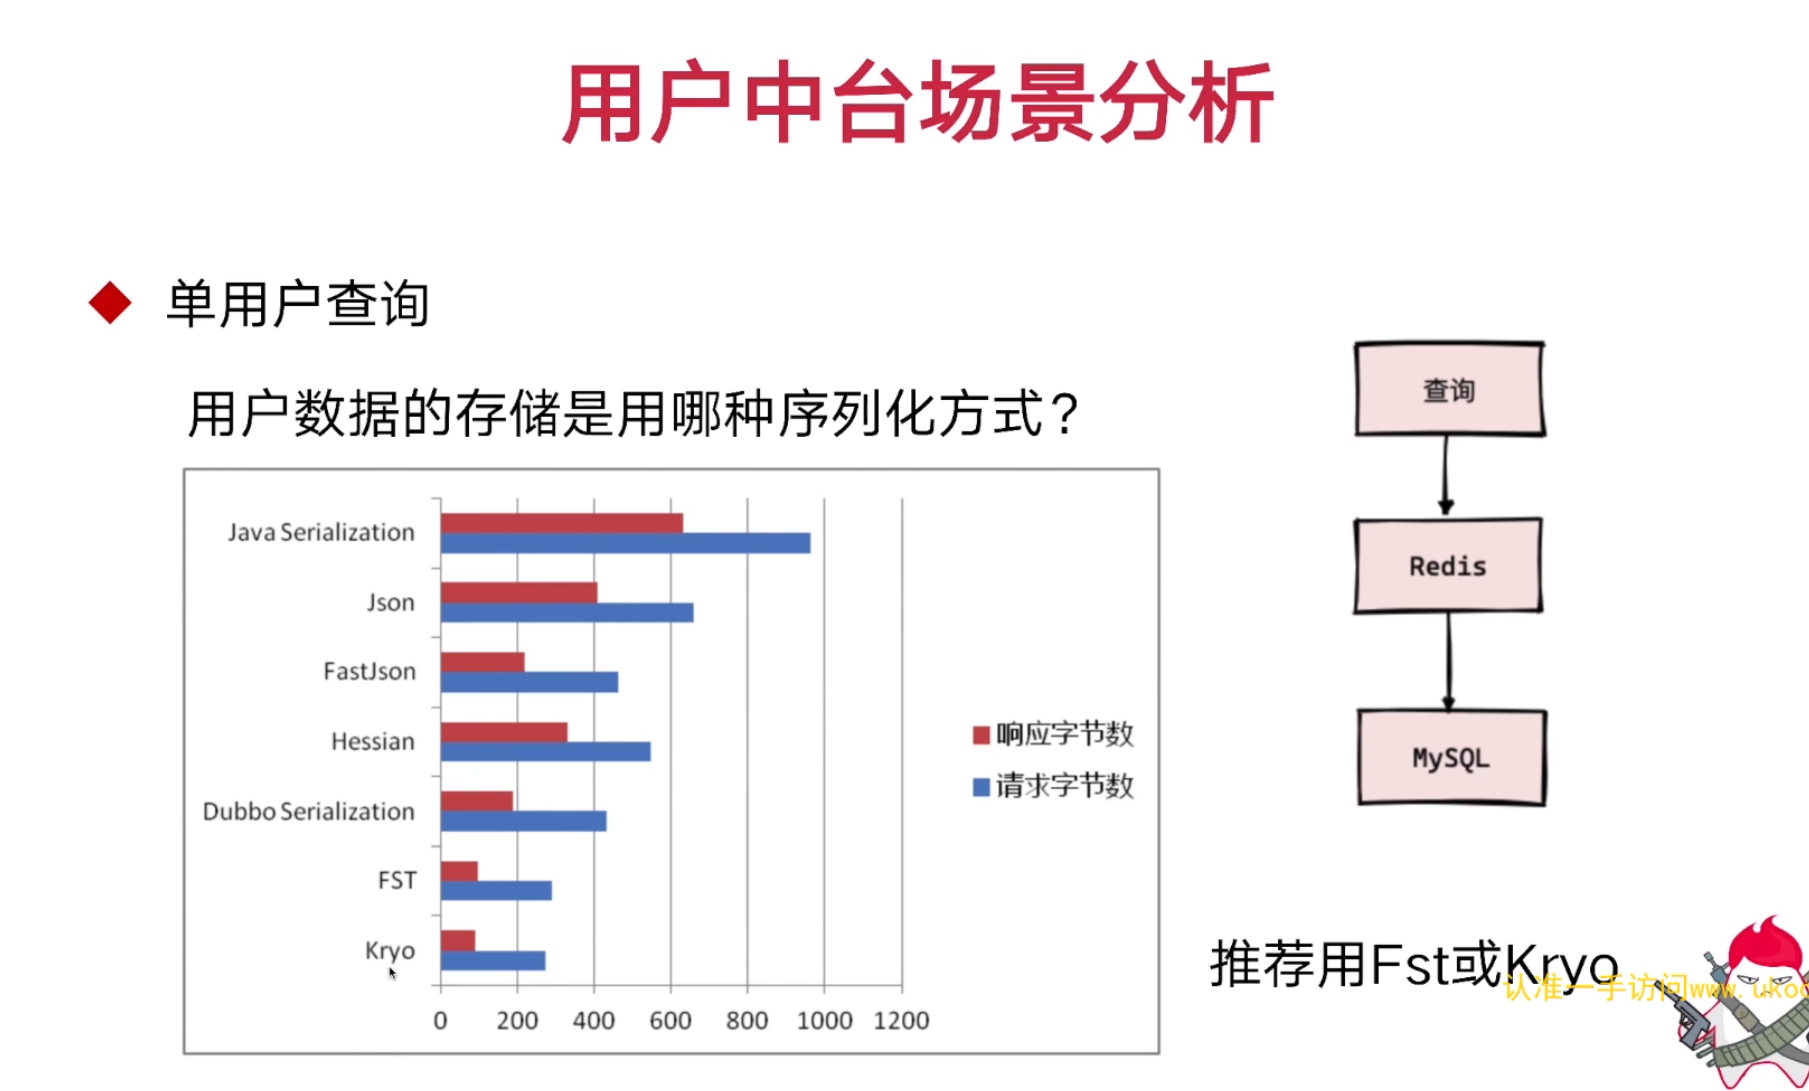 用户中台场景分析
单用户查询
用户数据的存储是用哪种序列化方式？
Java Serialization
Json
FastJson
Hessian
Dubbo Serialization
FST
Kryo
0 200 400 600 800 1000 1200
响应字节数
请求字节数
查询
Redis
MySQL
推荐用Fst或Kryo
认准一手访问www.ukoo